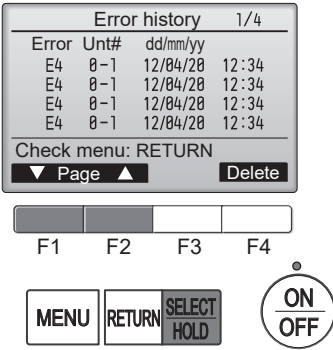 Error history 1/4
Error Unt# dd/mm/yy
E4 0-1 12/04/20 12:34
E4 0-1 12/04/20 12:34
E4 0-1 12/04/20 12:34
E4 0-1 12/04/20 12:34
Check menu: RETURN
▼ Page ▲ Delete
F1 F2 F3 F4
MENU RETURN SELECT HOLD ON OFF